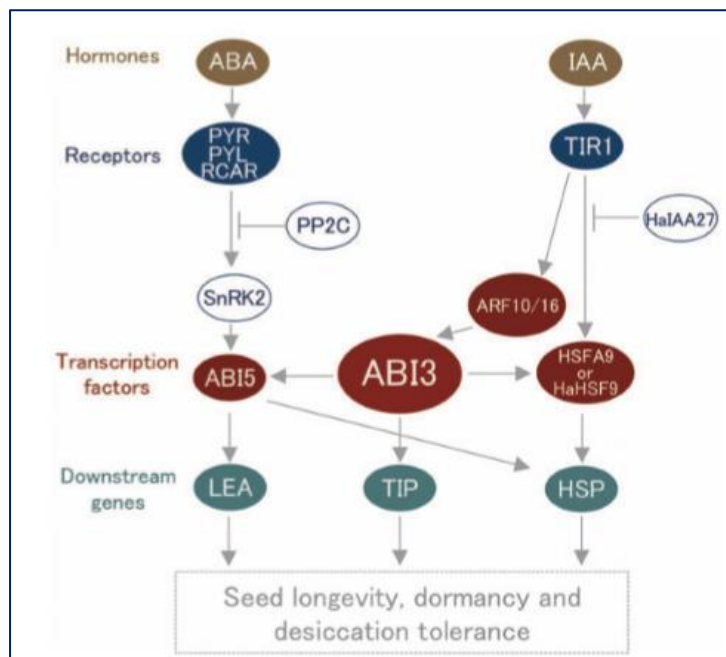 Hormones
ABA
IAA
Receptors
PYR
PYL
RCAR
TIR1
PP2C
HaIAA27
SnRK2
ARF10/16
Transcription
factors
ABI5
ABI3
HSFA9
or
HaHSF9
Downstream
genes
LEA
TIP
HSP
Seed longevity, dormancy and
desiccation tolerance